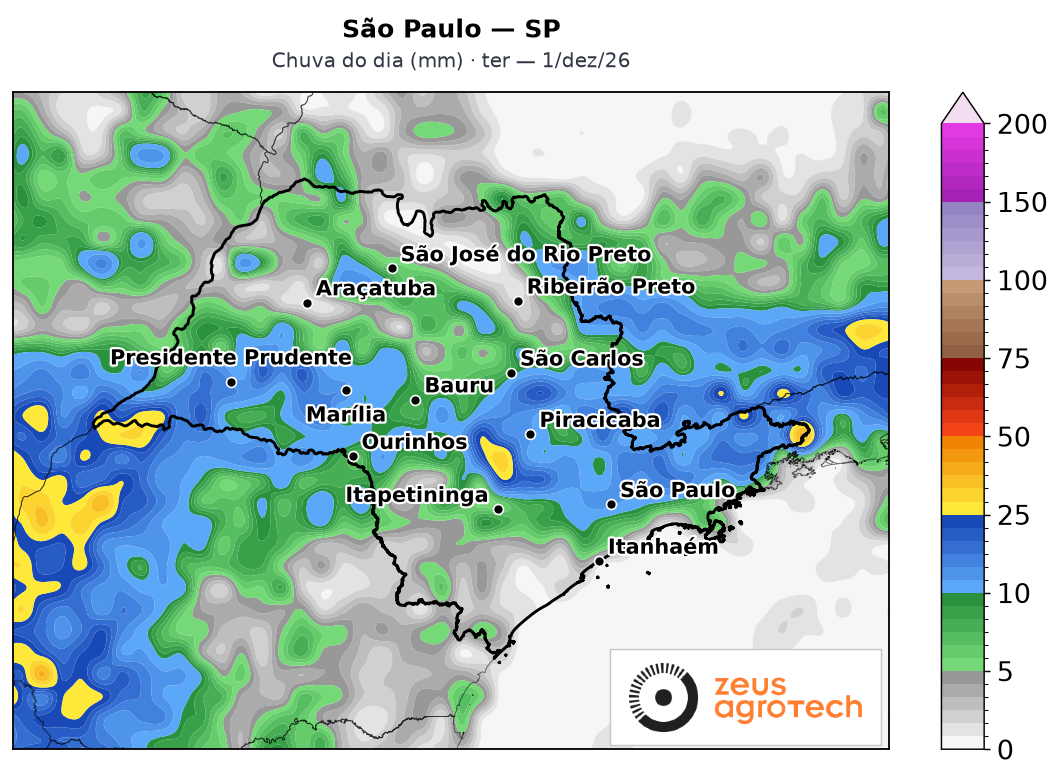 São Paulo — SP
Chuva do dia (mm) · ter — 1/dez/26
São José do Rio Preto
Araçatuba
Ribeirão Preto
Presidente Prudente
São Carlos
Bauru
Marília
Piracicaba
Ourinhos
Itapetininga
São Paulo
Itanhaém
zeus
agrotech
200
150
100
75
50
25
10
5
0